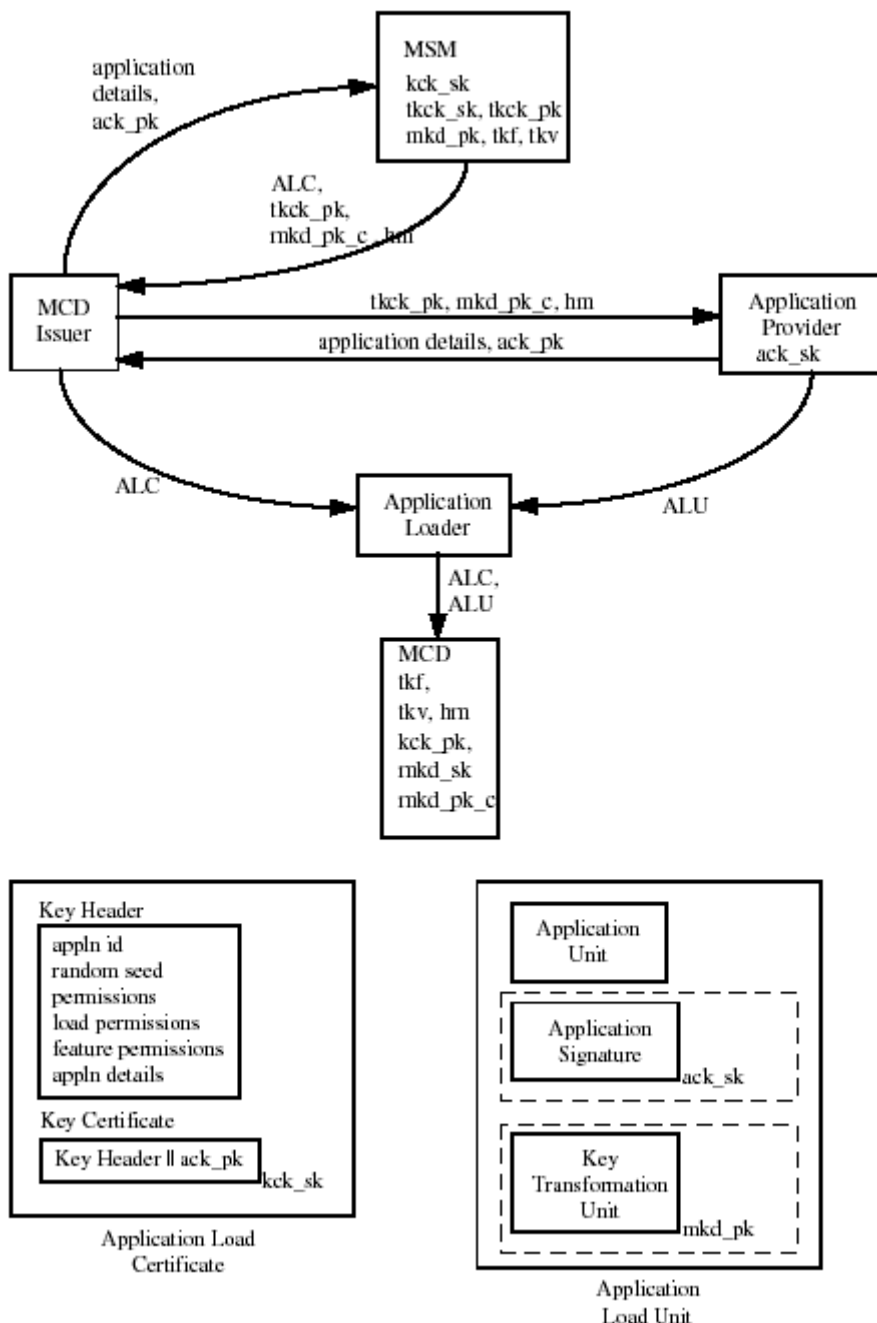 MSM
kck_sk
tkck_sk, tkck_pk
mkd_pk, tkf, tkv
application
details,
ack_pk
ALC,
tkck_pk,
mkd_pk_c , hm
MCD
Issuer
tkck_pk, mkd_pk_c, hm
application details, ack_pk
Application
Provider
ack_sk
ALC
Application
Loader
ALU
ALC,
ALU
MCD
tkf,
tkv, hm
kck_pk,
mkd_sk
mkd_pk_c
Key Header
appln id
random seed
permissions
load permissions
feature permissions
appln details
Key Certificate
Key Header || ack_pk
kck_sk
Application Load
Certificate
Application
Unit
Application
Signature
ack_sk
Key
Transformation
Unit
mkd_pk
Application
Load Unit